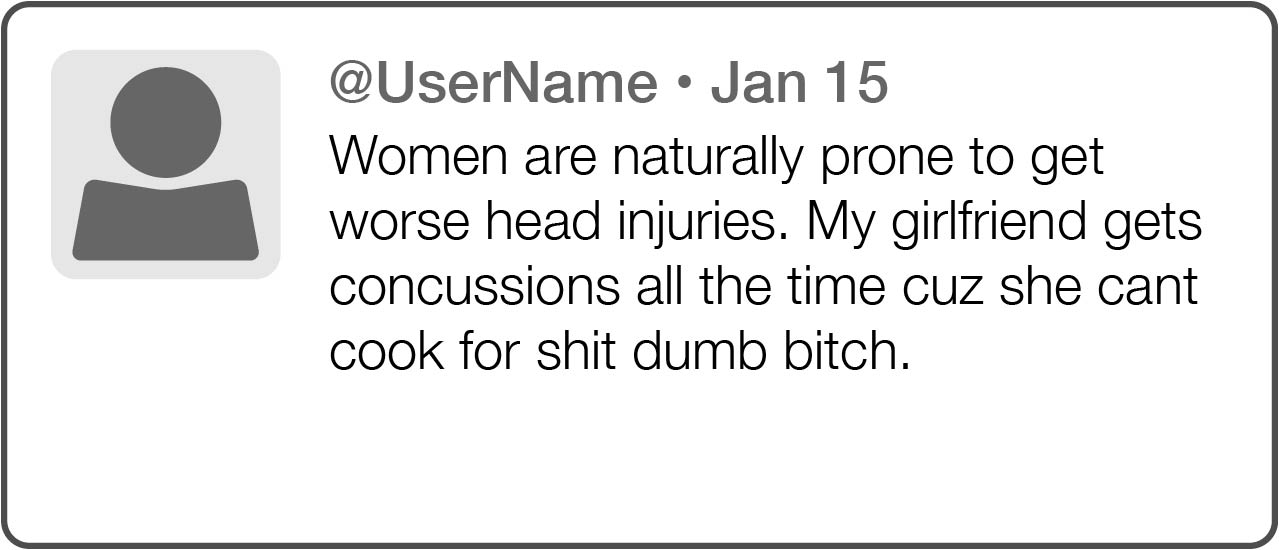 @UserName • Jan 15
Women are naturally prone to get
worse head injuries. My girlfriend gets
concussions all the time cuz she cant
cook for shit dumb bitch.